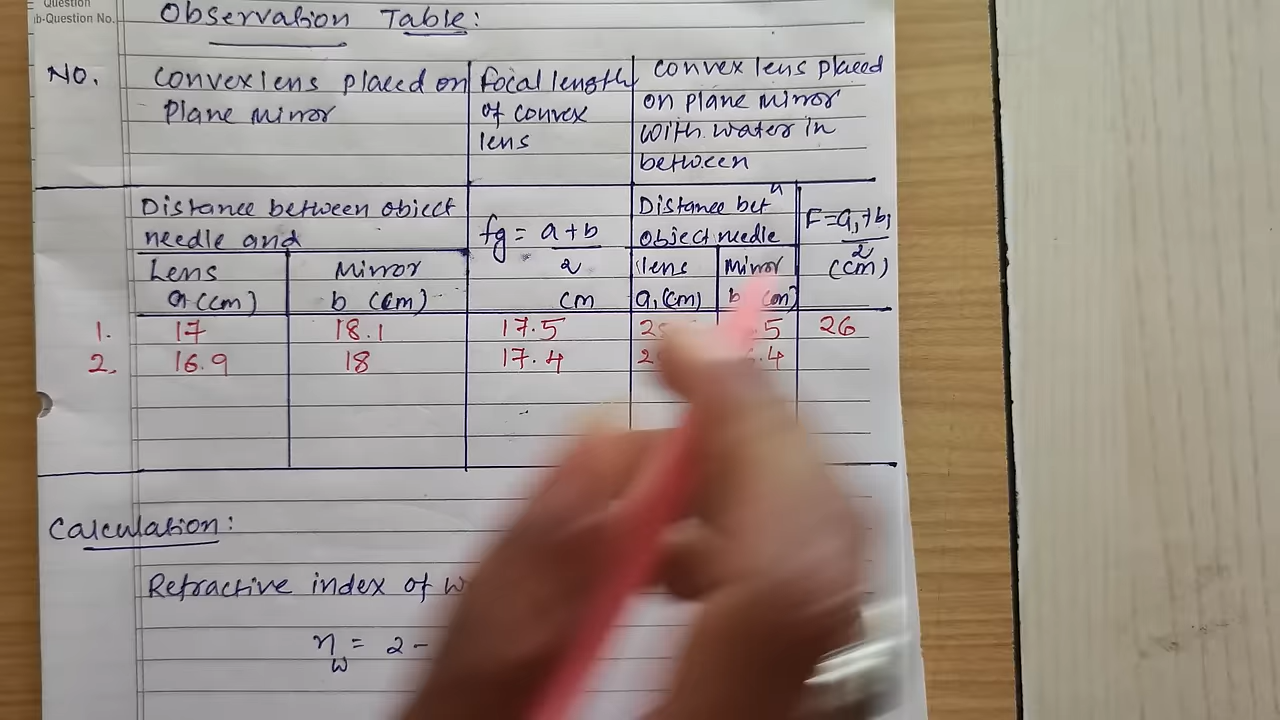 Question
ib-Question No.
Observation Table:
No. convex lens placed on focal length convex lens placed
Plane mirror of convex on plane mirror
lens with water in
between
Distance between object Distance betⁿ
needle and fg = a+b object needle F=a₁+b₁
2 2
Lens Mirror lens Mirror (cm)
a (cm) b (cm) cm a₁(cm) b (cm)
1. 17 18.1 17.5 26
2. 16.9 18 17.4
Calculation:
Refractive index of
n = 2 -
w